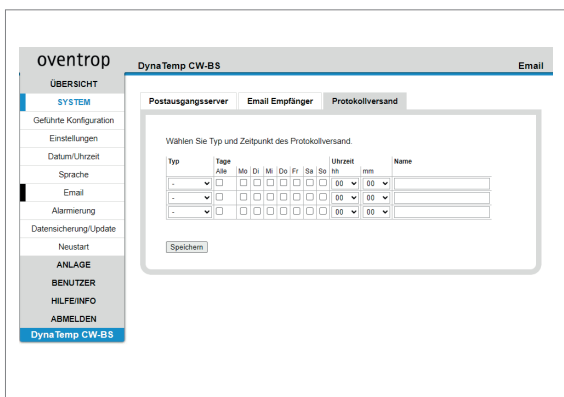 oventrop
DynaTemp CW-BS
Email
ÜBERSICHT
SYSTEM
Geführte Konfiguration
Einstellungen
Datum/Uhrzeit
Sprache
Email
Alarmierung
Datensicherung/Update
Neustart
ANLAGE
BENUTZER
HILFE/INFO
ABMELDEN
DynaTemp CW-BS
Postausgangsserver Email Empfänger Protokollversand
Wählen Sie Typ und Zeitpunkt des Protokollversand.
Typ Tage Uhrzeit Name
Alle Mo Di Mi Do Fr Sa So hh mm
- 00 00
- 00 00
- 00 00
Speichern